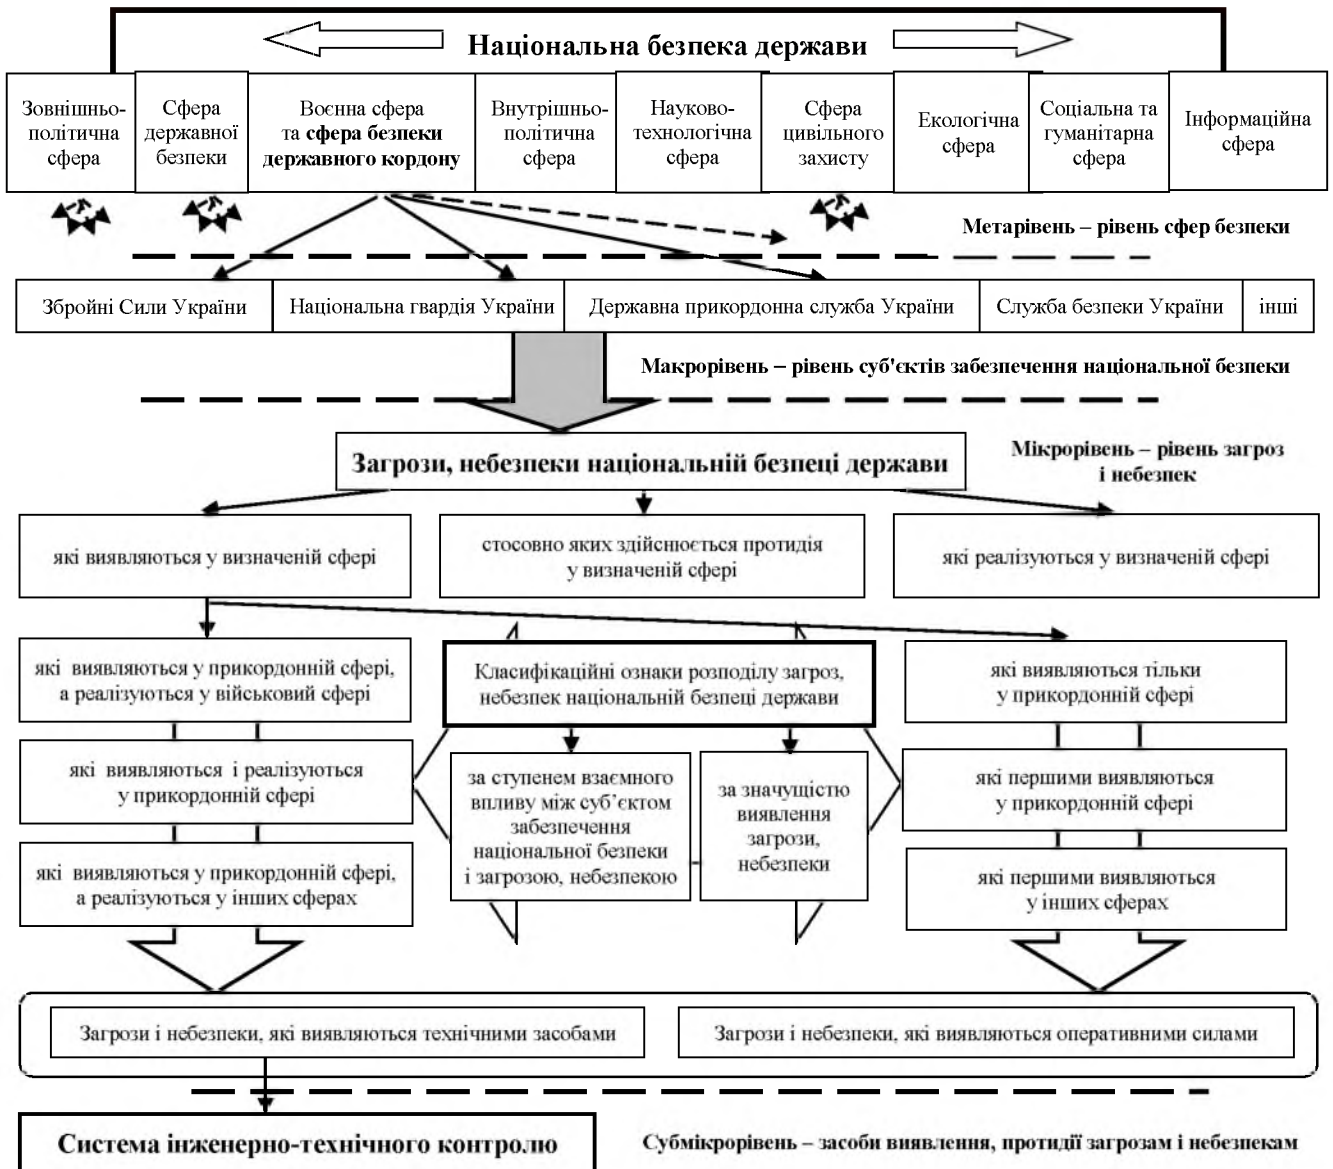 Національна безпека держави
Зовнішньо-
політична
сфера
Сфера
державної
безпеки
Воєнна сфера
та сфера безпеки
державного кордону
Внутрішньо-
політична
сфера
Науково-
технологічна
сфера
Сфера
цивільного
захисту
Екологічна
сфера
Соціальна та
гуманітарна
сфера
Інформаційна
сфера
Метарівень – рівень сфер безпеки
Збройні Сили України
Національна гвардія України
Державна прикордонна служба України
Служба безпеки України
інші
Макрорівень – рівень суб'єктів забезпечення національної безпеки
Загрози, небезпеки національній безпеці держави
Мікрорівень – рівень загроз
і небезпек
які виявляються у визначеній сфері
стосовно яких здійснюється протидія
у визначеній сфері
які реалізуються у визначеній сфері
які виявляються у прикордонній сфері,
а реалізуються у військовий сфері
Класифікаційні ознаки розподілу загроз,
небезпек національній безпеці держави
які виявляються тільки
у прикордонній сфері
які виявляються і реалізуються
у прикордонній сфері
за ступенем взаємного
впливу між суб’єктом
забезпечення
національної безпеки
і загрозою, небезпекою
за значущістю
виявлення
загрози,
небезпеки
які першими виявляються
у прикордонній сфері
які виявляються у прикордонній сфері,
а реалізуються у інших сферах
які першими виявляються
у інших сферах
Загрози і небезпеки, які виявляються технічними засобами
Загрози і небезпеки, які виявляються оперативними силами
Система інженерно-технічного контролю
Субмікрорівень – засоби виявлення, протидії загрозам і небезпекам